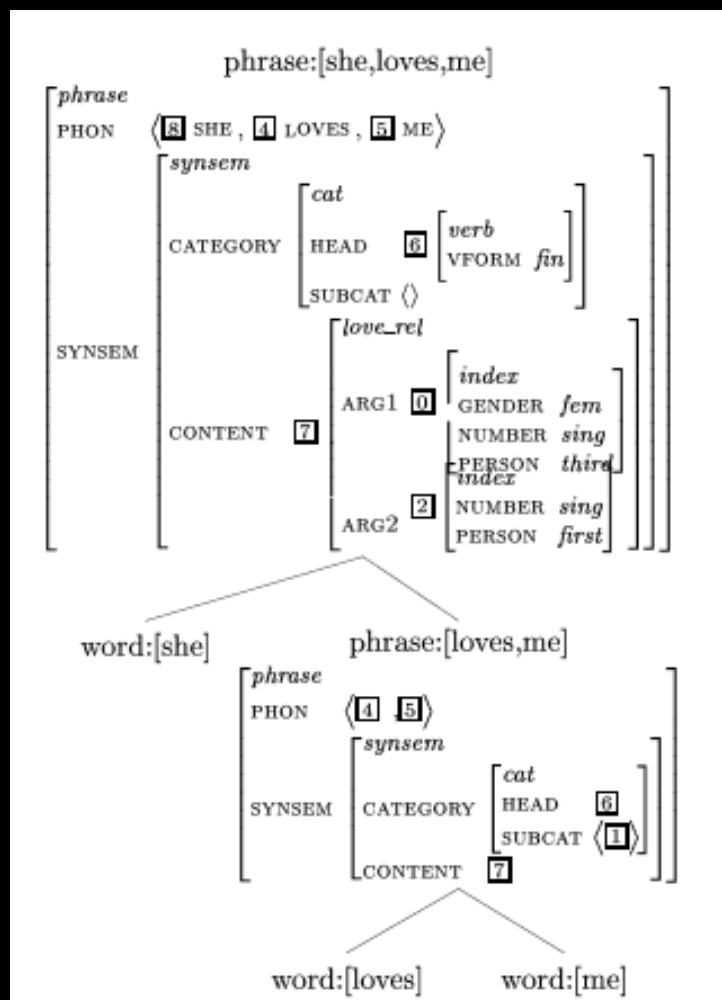 phrase:[she,loves,me]
phrase
PHON ⟨[8] SHE , [4] LOVES , [5] ME⟩
synsem
cat
verb
CATEGORY HEAD [6]
VFORM fin
SUBCAT ⟨⟩
love_rel
SYNSEM
index
ARG1 [0]
GENDER fem
CONTENT [7]
NUMBER sing
PERSON third
index
[2] NUMBER sing
ARG2
PERSON first
word:[she] phrase:[loves,me]
phrase
PHON ⟨[4] ,[5]⟩
synsem
cat
HEAD [6]
SYNSEM CATEGORY
SUBCAT ⟨[1]⟩
CONTENT [7]
word:[loves] word:[me]